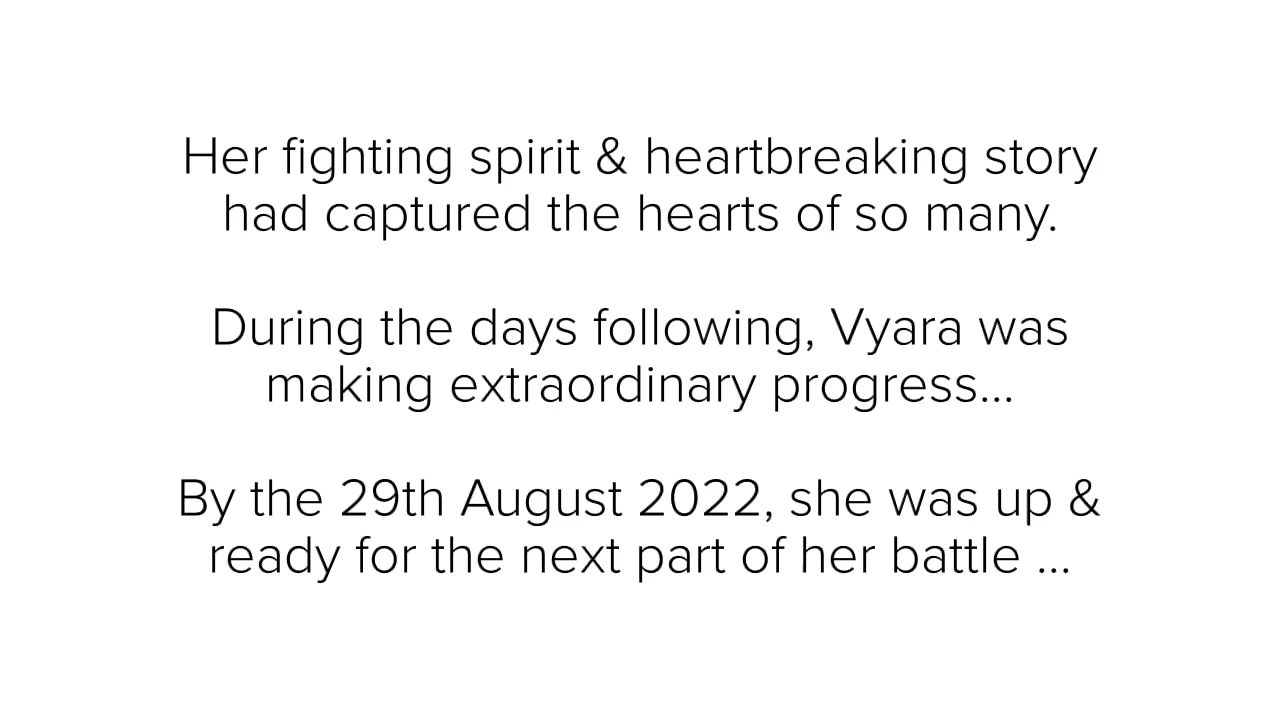 Her fighting spirit & heartbreaking story
had captured the hearts of so many.
During the days following, Vyara was
making extraordinary progress...
By the 29th August 2022, she was up &
ready for the next part of her battle ...